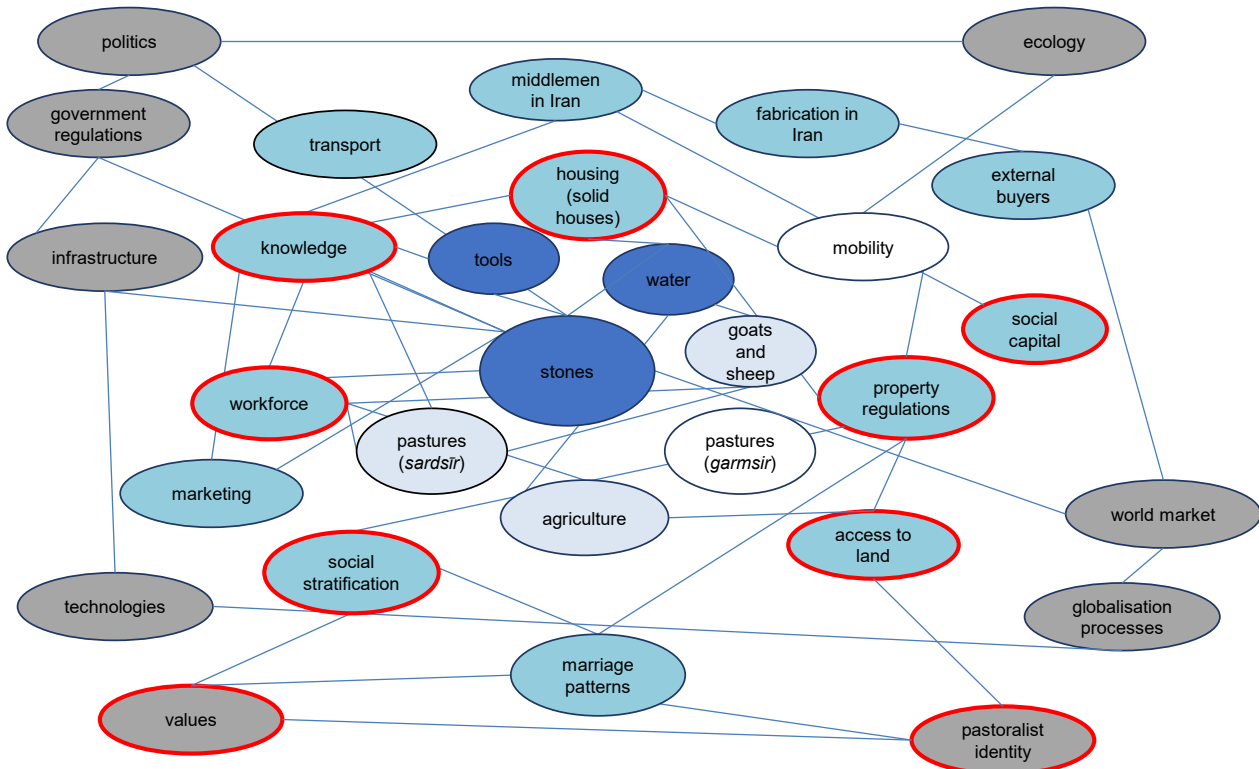 politics
ecology
middlemen
in Iran
government
regulations
fabrication in
Iran
transport
housing
(solid
houses)
external
buyers
infrastructure
knowledge
tools
mobility
water
social
capital
goats
and
sheep
stones
property
regulations
workforce
pastures
(sardsīr)
pastures
(garmsir)
marketing
agriculture
world market
access to
land
social
stratification
technologies
globalisation
processes
marriage
patterns
values
pastoralist
identity